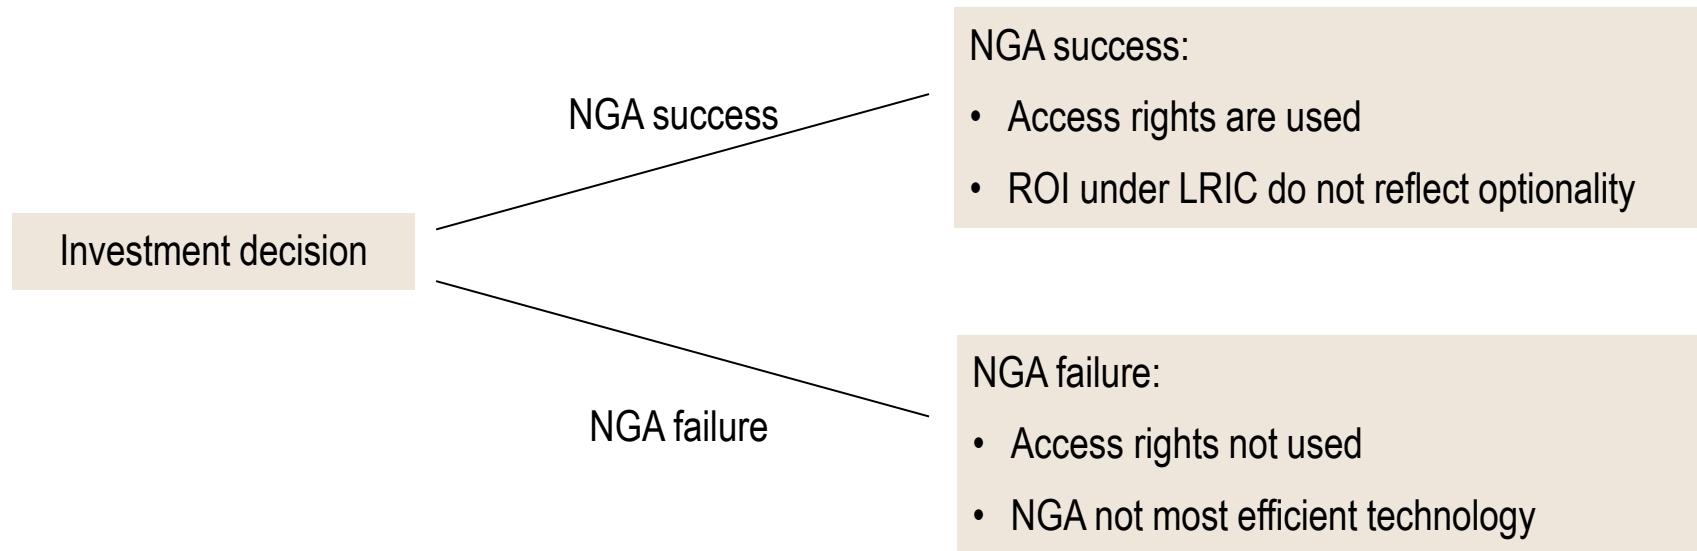 Investment decision
NGA success
NGA failure
NGA success:
• Access rights are used
• ROI under LRIC do not reflect optionality
NGA failure:
• Access rights not used
• NGA not most efficient technology